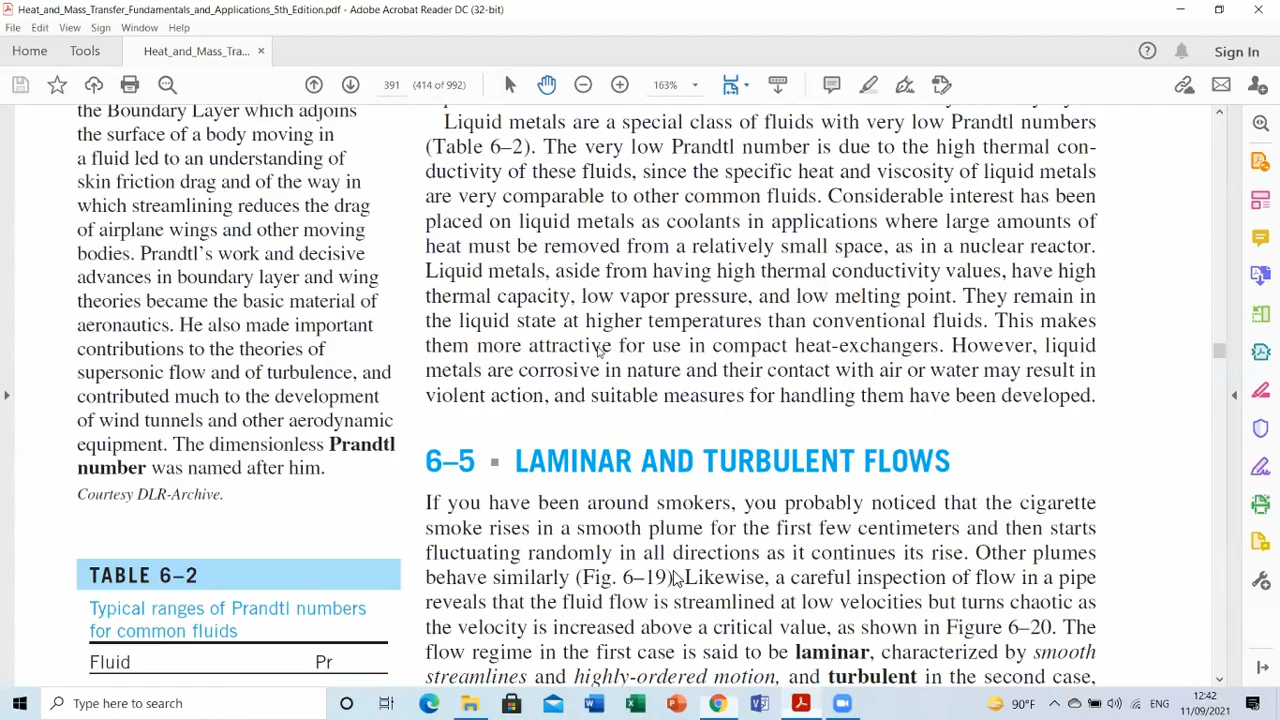 Heat_and_Mass_Transfer_Fundamentals_and_Applications_5th_Edition.pdf - Adobe Acrobat Reader DC (32-bit)
File Edit View Sign Window Help
Home Tools Heat_and_Mass_Tra... × Sign In
391 (414 of 992) 163%
the Boundary Layer which adjoins
the surface of a body moving in
a fluid led to an understanding of
skin friction drag and of the way in
which streamlining reduces the drag
of airplane wings and other moving
bodies. Prandtl's work and decisive
advances in boundary layer and wing
theories became the basic material of
aeronautics. He also made important
contributions to the theories of
supersonic flow and of turbulence, and
contributed much to the development
of wind tunnels and other aerodynamic
equipment. The dimensionless Prandtl
number was named after him.
Courtesy DLR-Archive.
TABLE 6–2
Typical ranges of Prandtl numbers
for common fluids
Fluid Pr
Liquid metals are a special class of fluids with very low Prandtl numbers
(Table 6–2). The very low Prandtl number is due to the high thermal con-
ductivity of these fluids, since the specific heat and viscosity of liquid metals
are very comparable to other common fluids. Considerable interest has been
placed on liquid metals as coolants in applications where large amounts of
heat must be removed from a relatively small space, as in a nuclear reactor.
Liquid metals, aside from having high thermal conductivity values, have high
thermal capacity, low vapor pressure, and low melting point. They remain in
the liquid state at higher temperatures than conventional fluids. This makes
them more attractive for use in compact heat-exchangers. However, liquid
metals are corrosive in nature and their contact with air or water may result in
violent action, and suitable measures for handling them have been developed.
6–5 ▪ LAMINAR AND TURBULENT FLOWS
If you have been around smokers, you probably noticed that the cigarette
smoke rises in a smooth plume for the first few centimeters and then starts
fluctuating randomly in all directions as it continues its rise. Other plumes
behave similarly (Fig. 6–19). Likewise, a careful inspection of flow in a pipe
reveals that the fluid flow is streamlined at low velocities but turns chaotic as
the velocity is increased above a critical value, as shown in Figure 6–20. The
flow regime in the first case is said to be laminar, characterized by smooth
streamlines and highly-ordered motion, and turbulent in the second case,
Type here to search 90°F ENG 12:42
11/09/2021